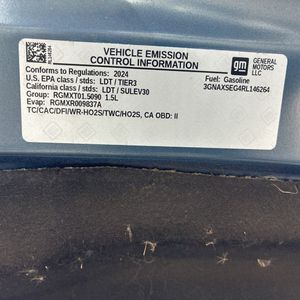 VEHICLE EMISSION
CONTROL INFORMATION
gm
GENERAL
MOTORS
LLC
Conforms to Regulations: 2024
U.S. EPA class / stds: LDT / TIER3
Fuel: Gasoline
California class / stds: LDT / SULEV30
3GNAXSEG4RL146264
Group: RGMXT01.5090 1.5L
Evap: RGMXR009837A
TC/CAC/DFI/WR-HO2S/TWC/HO2S, CA OBD: II